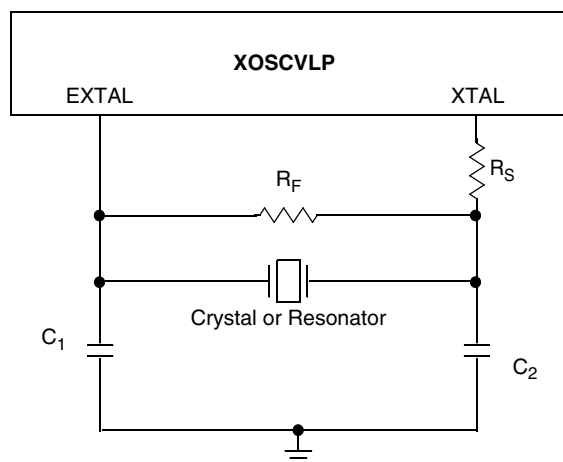 XOSCVLP
EXTAL XTAL
R_S
R_F
Crystal or Resonator
C_1
C_2